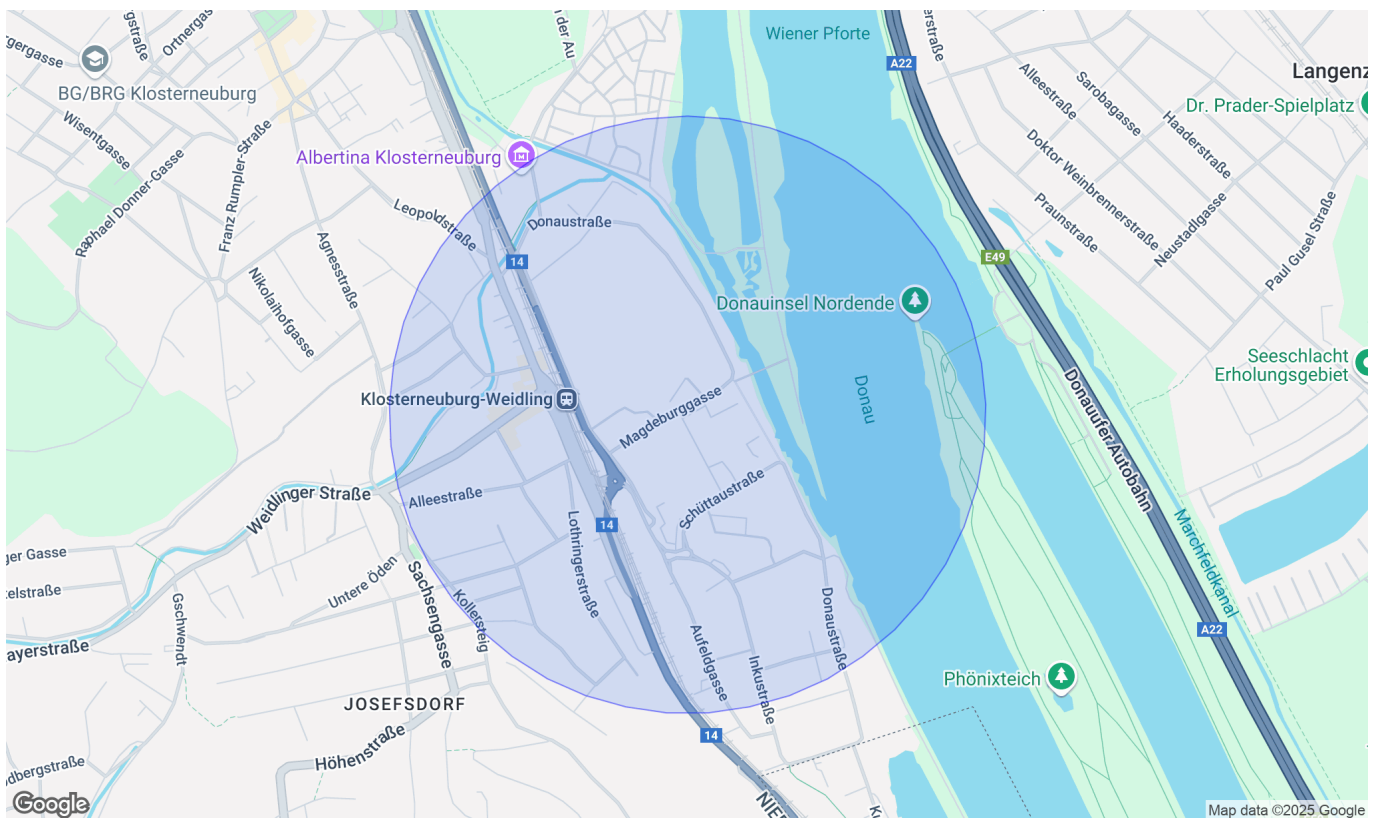 Wiener Pforte
Ortnergasse
BG/BRG Klosterneuburg
A22
Langenz
Alleestraße
Sarobagasse
Dr. Prader-Spielplatz
Haaderstraße
Wisentgasse
Franz Rumpler-Straße
Raphael Donner-Gasse
Albertina Klosterneuburg
Doktor Weinbrennerstraße
Praunstraße
Neustadlgasse
Paul Gusel Straße
Leopoldstraße
Donaustraße
Agnesstraße
Nikolaihofgasse
14
E49
Donauinsel Nordende
Seeschlacht
Erholungsgebiet
Klosterneuburg-Weidling
Donau
Magdeburggasse
Donauufer Autobahn
Weidlinger Straße
Alleestraße
Schüttaustraße
14
Lothringerstraße
Marchfeldkanal
ger Gasse
telstraße
Untere Öden
Sachsengasse
Kollersteig
Gschwendt
Donaustraße
A22
ayerstraße
Aufeldgasse
Inkustraße
Phönixteich
JOSEFSDORF
14
Höhenstraße
dbergstraße
NIE
Google
Map data ©2025 Google